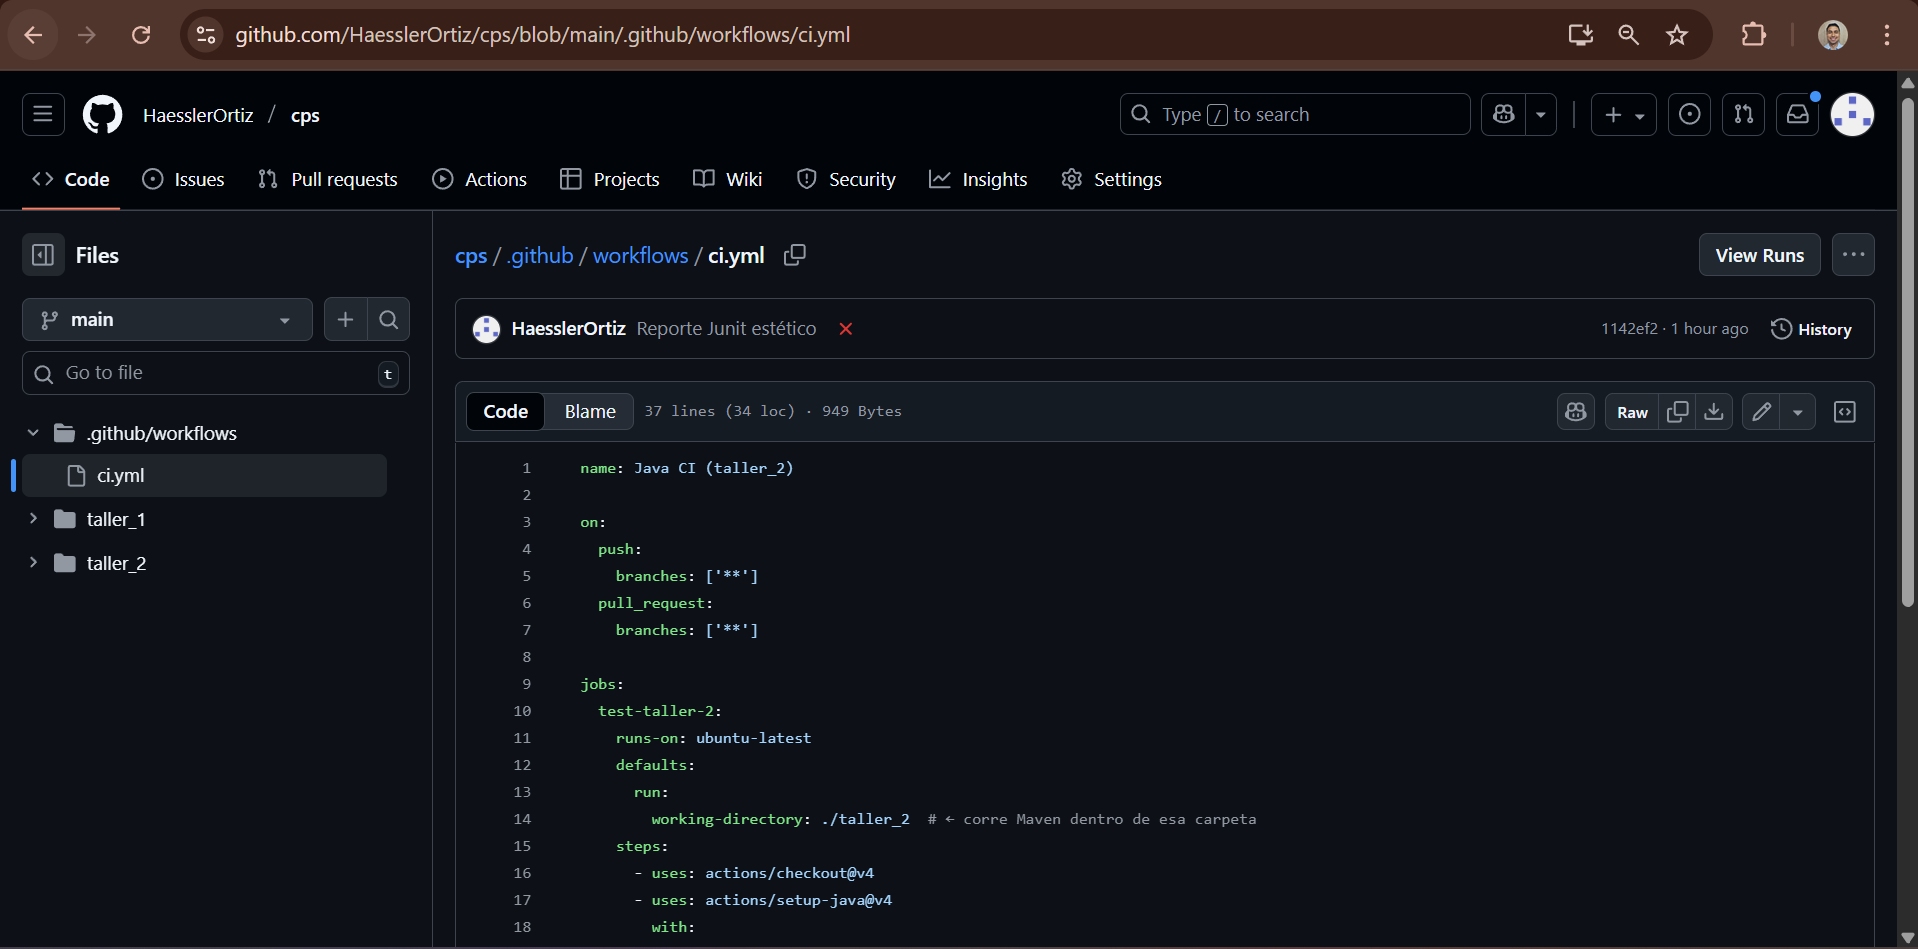 github.com/HaesslerOrtiz/cps/blob/main/.github/workflows/ci.yml
HaesslerOrtiz / cps
Type / to search
Code
Issues
Pull requests
Actions
Projects
Wiki
Security
Insights
Settings
Files
main
Go to file
t
.github/workflows
ci.yml
taller_1
taller_2
cps / .github / workflows / ci.yml
View Runs
HaesslerOrtiz Reporte Junit estético
1142ef2 · 1 hour ago
History
Code
Blame
37 lines (34 loc) · 949 Bytes
Raw
1 name: Java CI (taller_2)
2
3 on:
4 push:
5 branches: ['**']
6 pull_request:
7 branches: ['**']
8
9 jobs:
10 test-taller-2:
11 runs-on: ubuntu-latest
12 defaults:
13 run:
14 working-directory: ./taller_2 # ← corre Maven dentro de esa carpeta
15 steps:
16 - uses: actions/checkout@v4
17 - uses: actions/setup-java@v4
18 with: